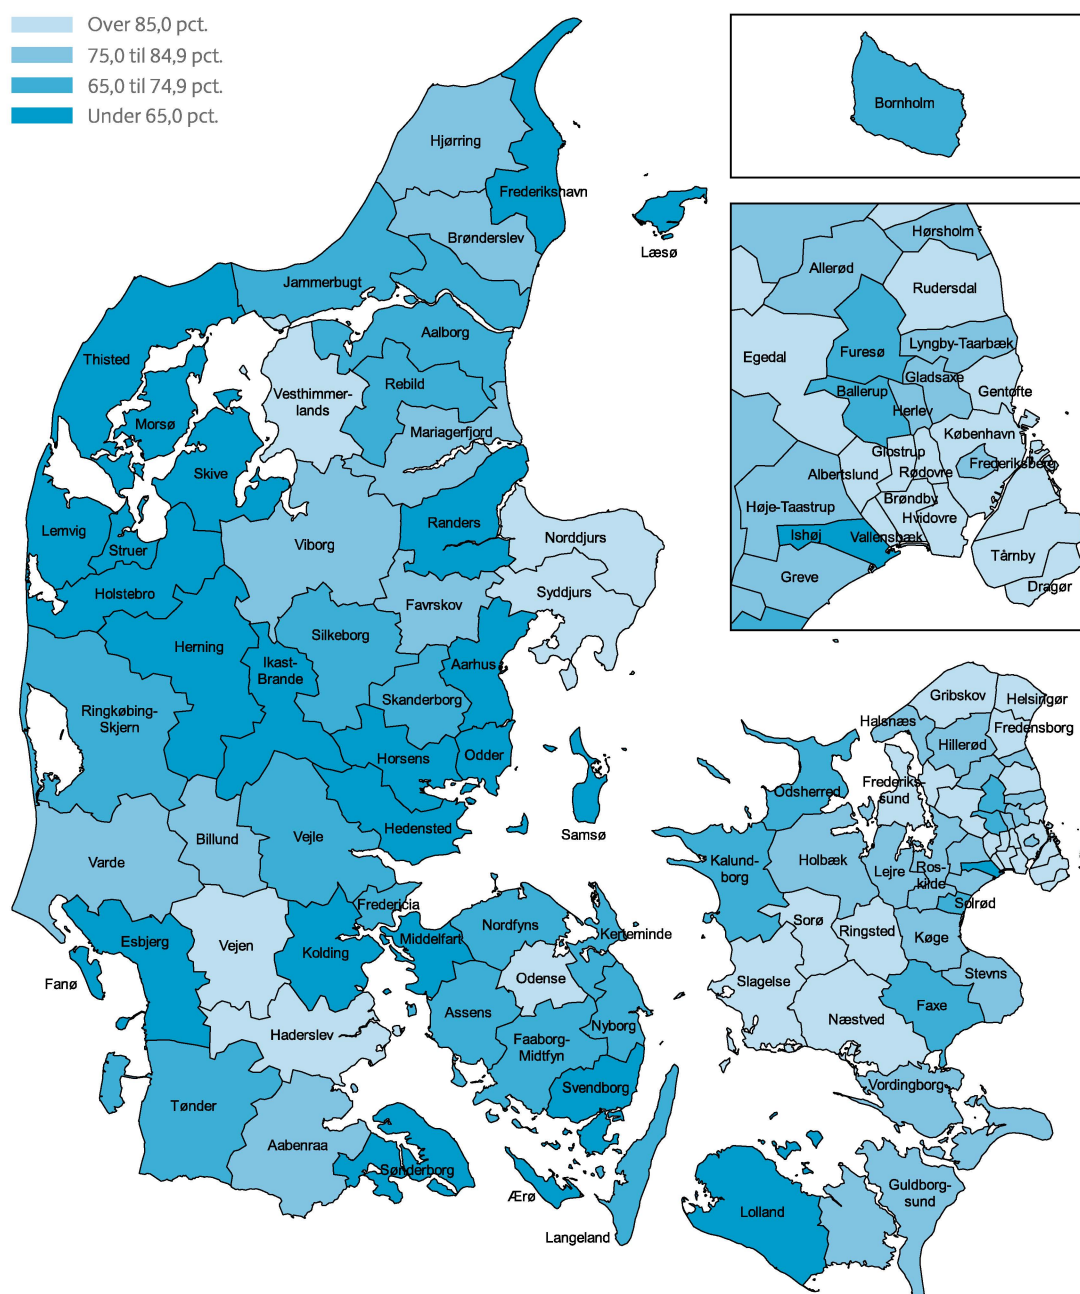 Over 85,0 pct.
75,0 til 84,9 pct.
65,0 til 74,9 pct.
Under 65,0 pct.
Bornholm
Hjørring
Frederikshavn
Brønderslev
Læsø
Jammerbugt
Aalborg
Thisted
Rebild
Vesthimmer-
lands
Morsø
Mariagerfjord
Skive
Randers
Lemvig
Struer
Viborg
Norddjurs
Holstebro
Syddjurs
Favrskov
Silkeborg
Herning
Ikast-
Brande
Aarhus
Skanderborg
Ringkøbing-
Skjern
Horsens
Odder
Hedensted
Samsø
Billund
Vejle
Varde
Fredericia
Esbjerg
Vejen
Kolding
Middelfart
Nordfyns
Kerteminde
Fanø
Odense
Haderslev
Assens
Nyborg
Faaborg-
Midtfyn
Svendborg
Tønder
Aabenraa
Sønderborg
Ærø
Langeland
Hørsholm
Allerød
Rudersdal
Egedal
Furesø
Lyngby-Taarbæk
Gladsaxe
Ballerup
Gentofte
Herlev
København
Glostrup
Frederiksberg
Albertslund
Rødovre
Brøndby
Høje-Taastrup
Hvidovre
Ishøj
Vallensbæk
Tårnby
Greve
Dragør
Gribskov
Helsingør
Halsnæs
Fredensborg
Hillerød
Frederiks-
sund
Odsherred
Holbæk
Kalund-
borg
Lejre
Ros-
kilde
Solrød
Sorø
Ringsted
Køge
Slagelse
Stevns
Næstved
Faxe
Vordingborg
Guldborg-
sund
Lolland